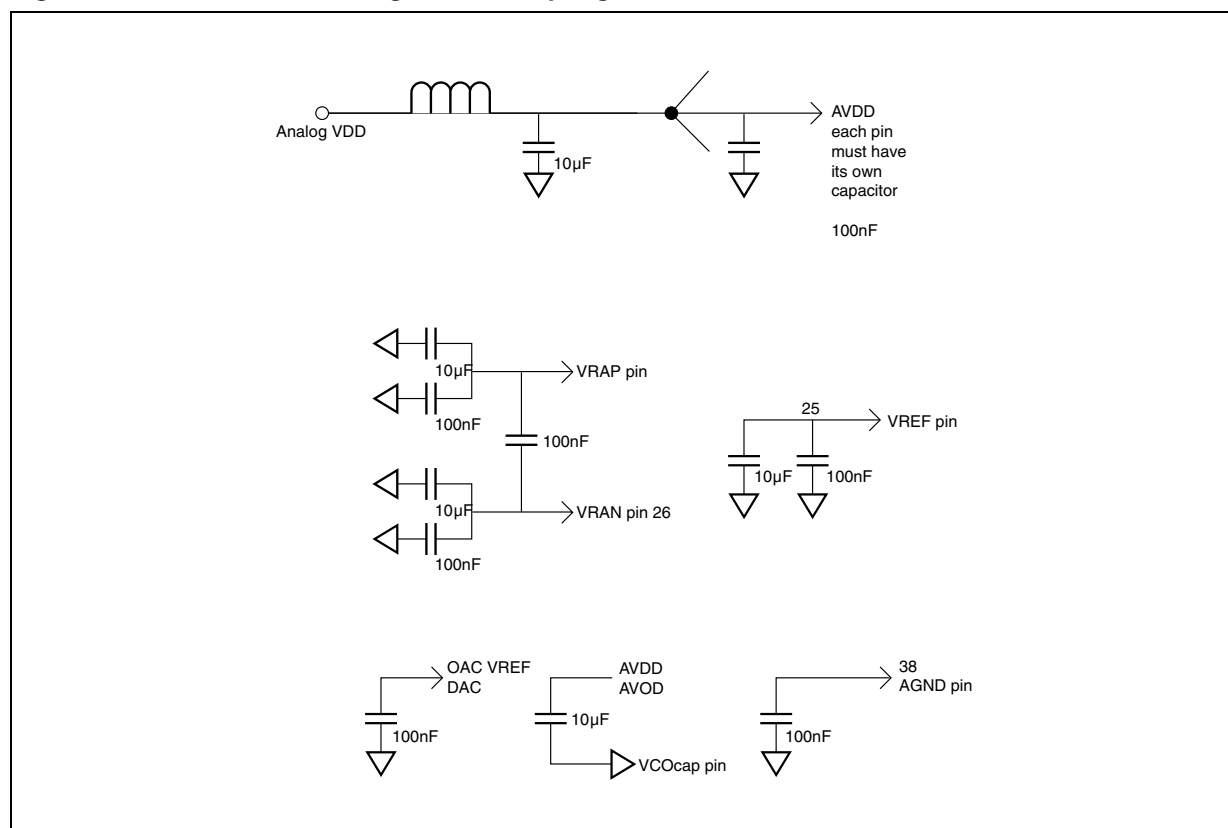 Analog VDD
10µF
AVDD
each pin
must have
its own
capacitor
100nF
10µF
100nF
VRAP pin
100nF
10µF
100nF
VRAN pin 26
25
VREF pin
10µF
100nF
OAC VREF
DAC
100nF
AVDD
AVOD
10µF
VCOcap pin
38
AGND pin
100nF